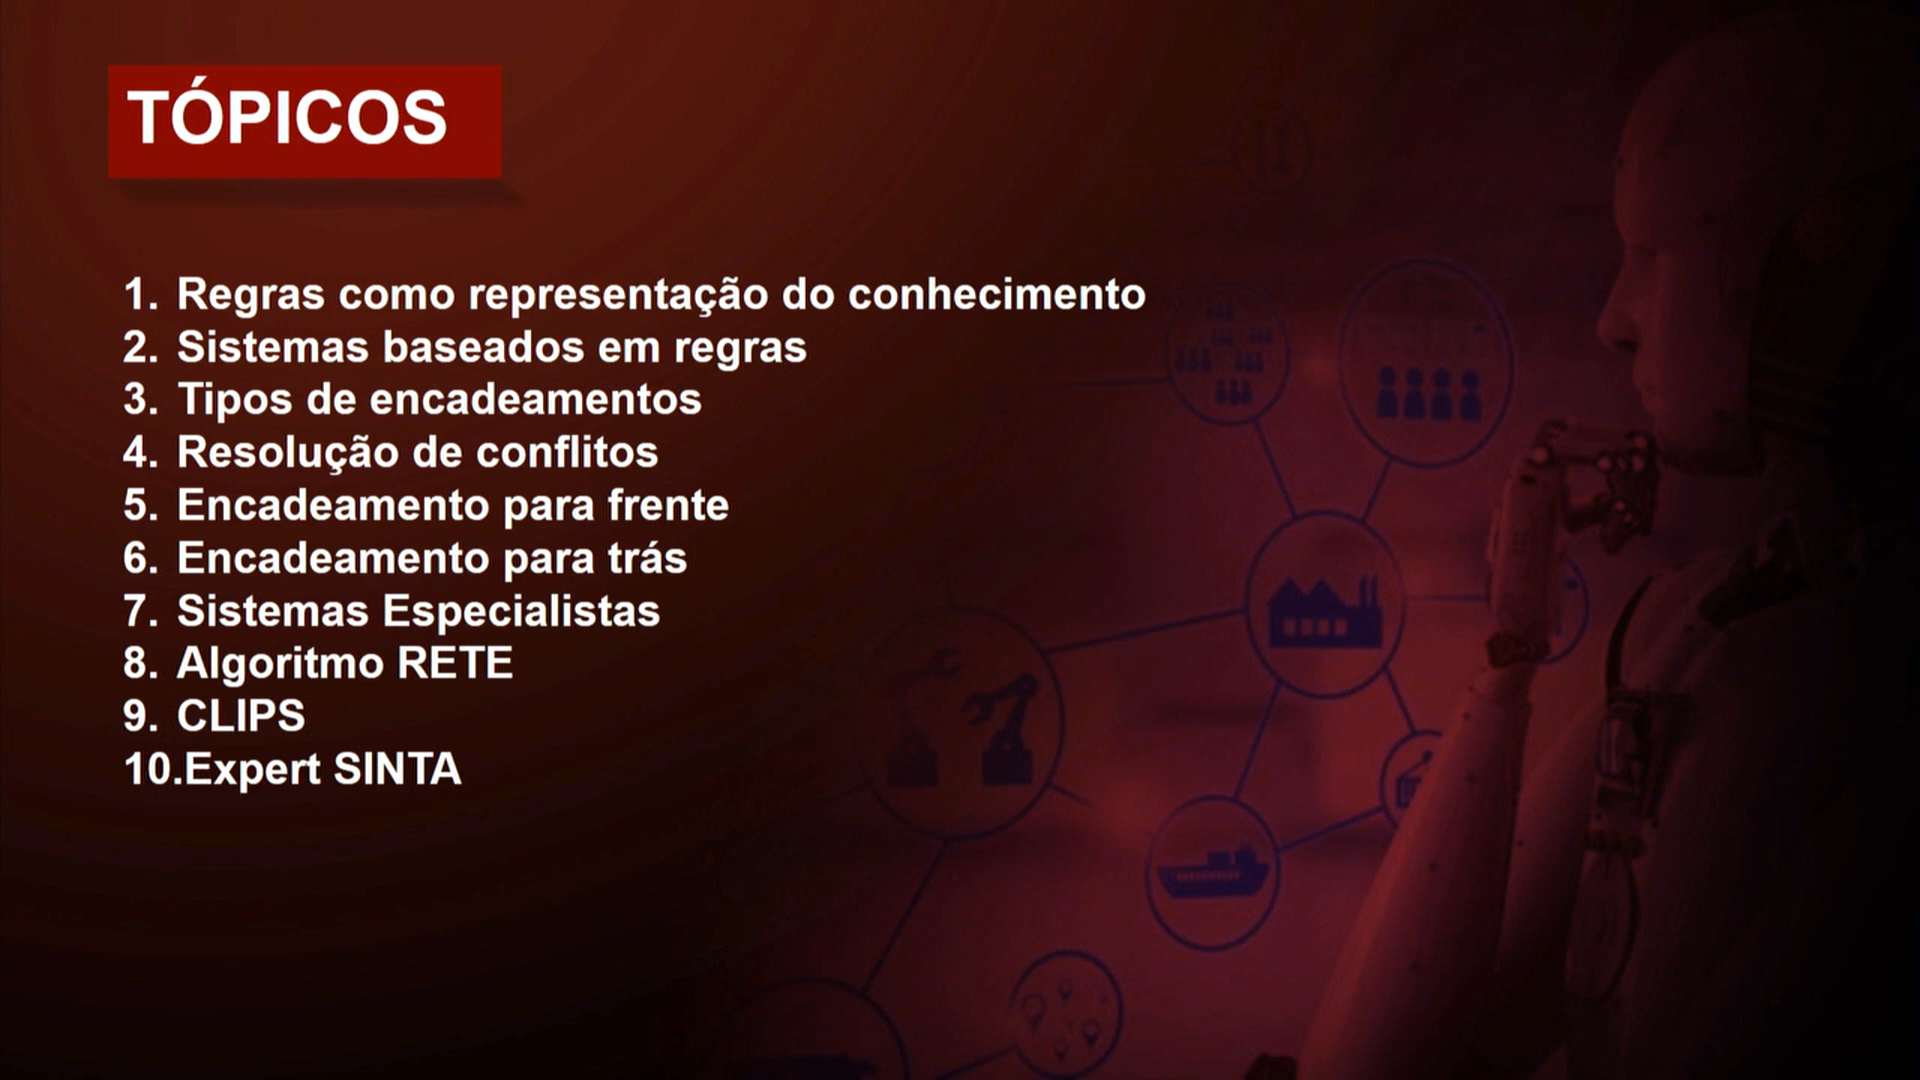 TÓPICOS
1. Regras como representação do conhecimento
2. Sistemas baseados em regras
3. Tipos de encadeamentos
4. Resolução de conflitos
5. Encadeamento para frente
6. Encadeamento para trás
7. Sistemas Especialistas
8. Algoritmo RETE
9. CLIPS
10.Expert SINTA